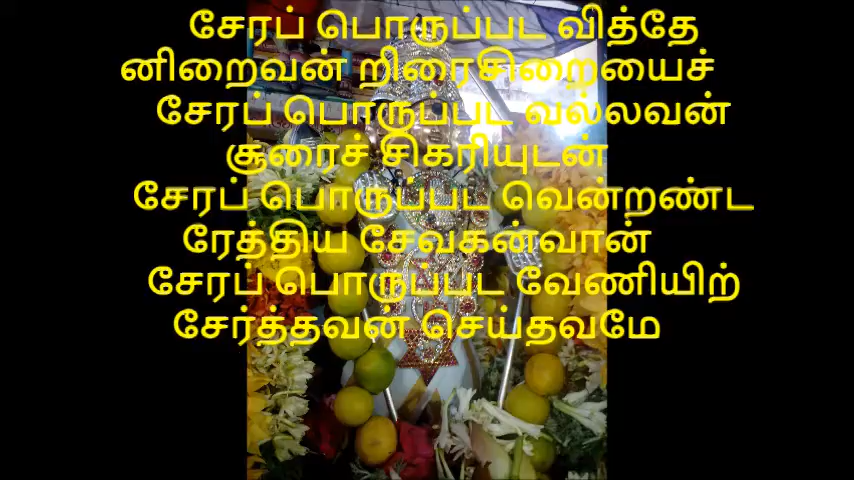 சேரப் பொருப்பட வித்தே
னிறைவன் றிரைசிறையைச்
சேரப் பொருப்பட வல்லவன்
சூரைச் சிகரியுடன்
சேரப் பொருப்பட வென்றண்ட
ரேத்திய சேவகன்வான்
சேரப் பொருப்பட வேணியிற்
சேர்த்தவன் செய்தவமே